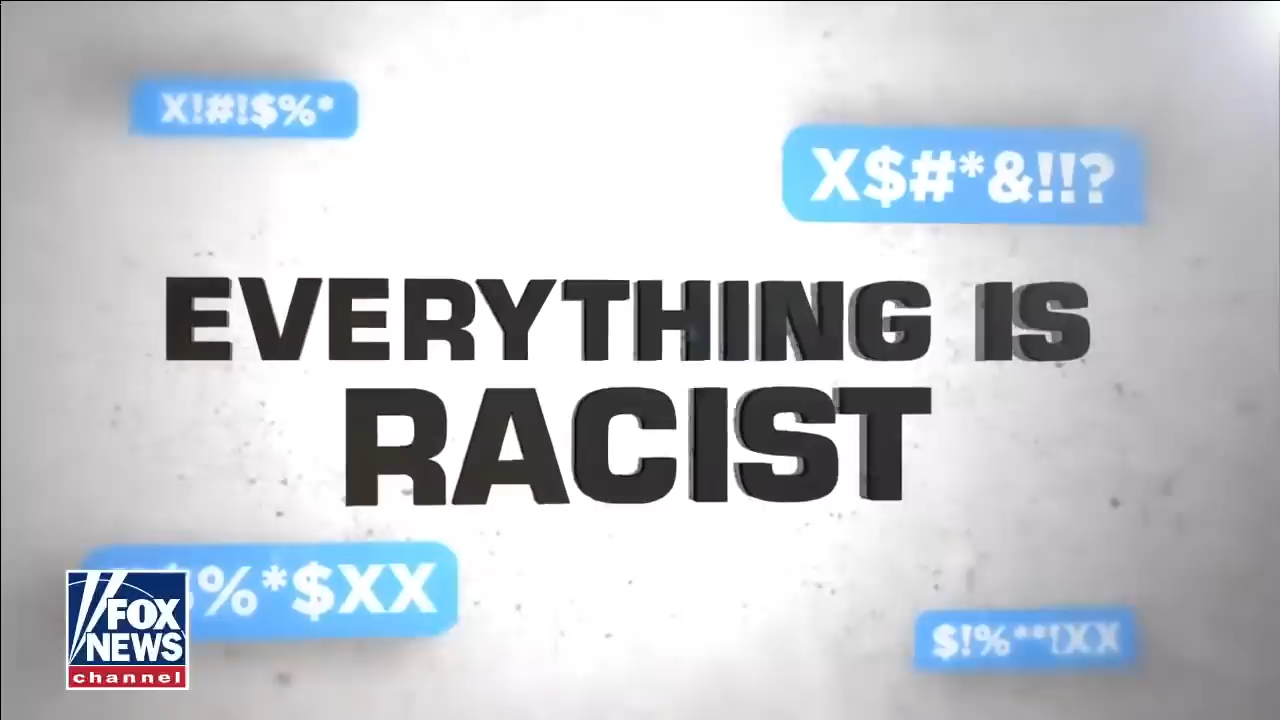 X!#!$%*
X$#*&!!?
EVERYTHING IS
RACIST
$%*$XX
FOX
NEWS
channel
$!%**!XX